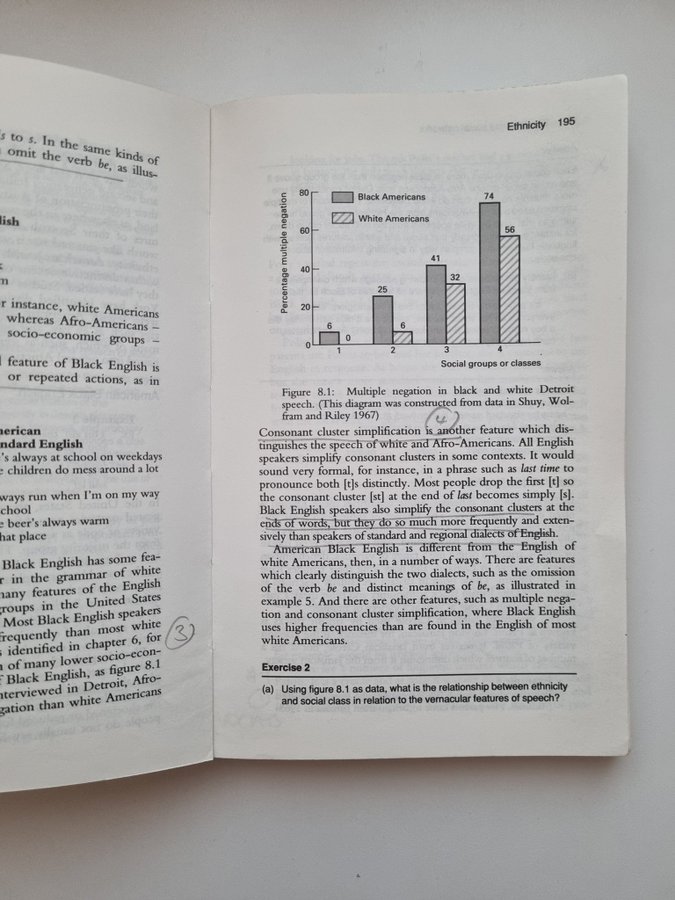 s to s. In the same kinds of
omit the verb be, as illus-
lish
r instance, white Americans
whereas Afro-Americans –
socio-economic groups –
feature of Black English is
or repeated actions, as in
nerican
ndard English
's always at school on weekdays
e children do mess around a lot
ways run when I'm on my way
chool
e beer's always warm
hat place
Black English has some fea-
r in the grammar of white
many features of the English
groups in the United States
Most Black English speakers
frequently than most white
s identified in chapter 6, for
n of many lower socio-econ-
f Black English, as figure 8.1
nterviewed in Detroit, Afro-
gation than white Americans
3
Ethnicity 195
Percentage multiple negation
80
60
40
20
0
Black Americans
White Americans
6
0
25
6
41
32
74
56
1 2 3 4
Social groups or classes
Figure 8.1: Multiple negation in black and white Detroit
speech. (This diagram was constructed from data in Shuy, Wol-
fram and Riley 1967)
4
Consonant cluster simplification is another feature which dis-
tinguishes the speech of white and Afro-Americans. All English
speakers simplify consonant clusters in some contexts. It would
sound very formal, for instance, in a phrase such as last time to
pronounce both [t]s distinctly. Most people drop the first [t] so
the consonant cluster [st] at the end of last becomes simply [s].
Black English speakers also simplify the consonant clusters at the
ends of words, but they do so much more frequently and exten-
sively than speakers of standard and regional dialects of English.
American Black English is different from the English of
white Americans, then, in a number of ways. There are features
which clearly distinguish the two dialects, such as the omission
of the verb be and distinct meanings of be, as illustrated in
example 5. And there are other features, such as multiple nega-
tion and consonant cluster simplification, where Black English
uses higher frequencies than are found in the English of most
white Americans.
Exercise 2
(a) Using figure 8.1 as data, what is the relationship between ethnicity
and social class in relation to the vernacular features of speech?